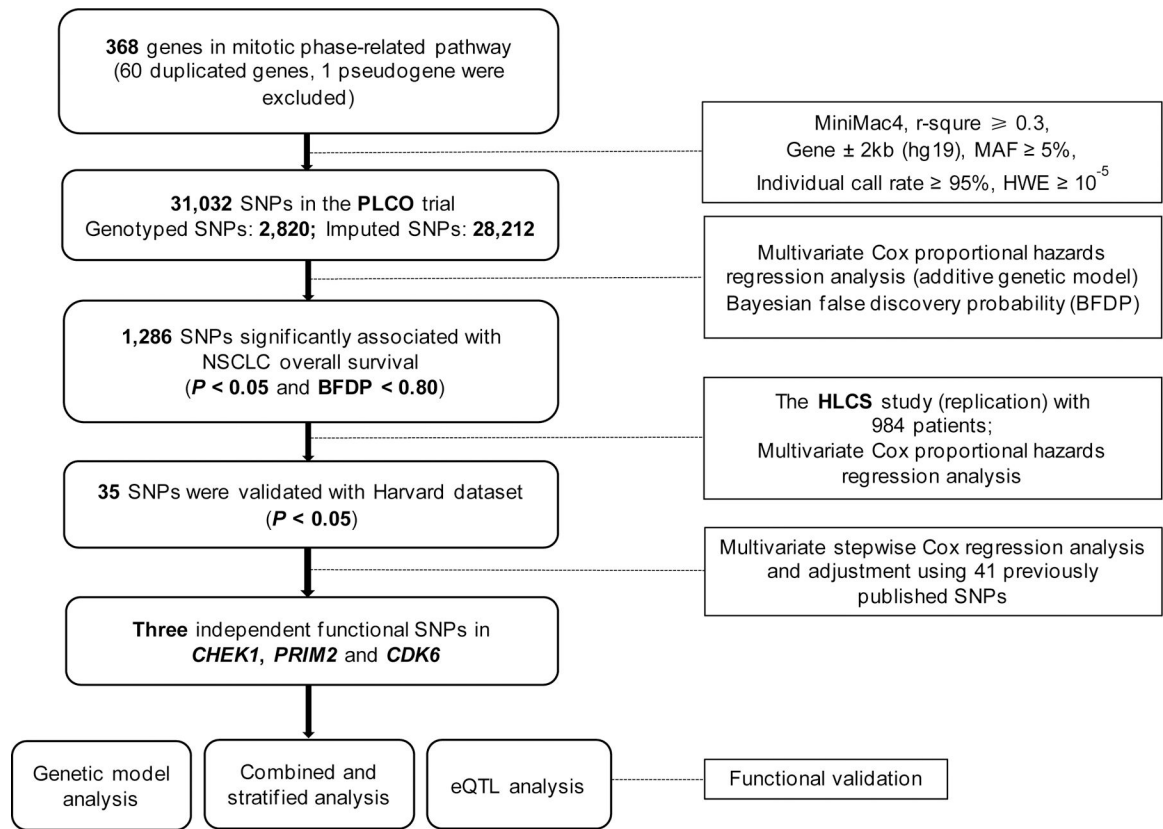 368 genes in mitotic phase-related pathway
(60 duplicated genes, 1 pseudogene were
excluded)
MiniMac4, r-squre ⩾ 0.3,
Gene ± 2kb (hg19), MAF ≥ 5%,
Individual call rate ≥ 95%, HWE ≥ 10⁻⁵
31,032 SNPs in the PLCO trial
Genotyped SNPs: 2,820; Imputed SNPs: 28,212
Multivariate Cox proportional hazards
regression analysis (additive genetic model)
Bayesian false discovery probability (BFDP)
1,286 SNPs significantly associated with
NSCLC overall survival
(P < 0.05 and BFDP < 0.80)
The HLCS study (replication) with
984 patients;
Multivariate Cox proportional hazards
regression analysis
35 SNPs were validated with Harvard dataset
(P < 0.05)
Multivariate stepwise Cox regression analysis
and adjustment using 41 previously
published SNPs
Three independent functional SNPs in
CHEK1, PRIM2 and CDK6
Genetic model
analysis
Combined and
stratified analysis
eQTL analysis
Functional validation